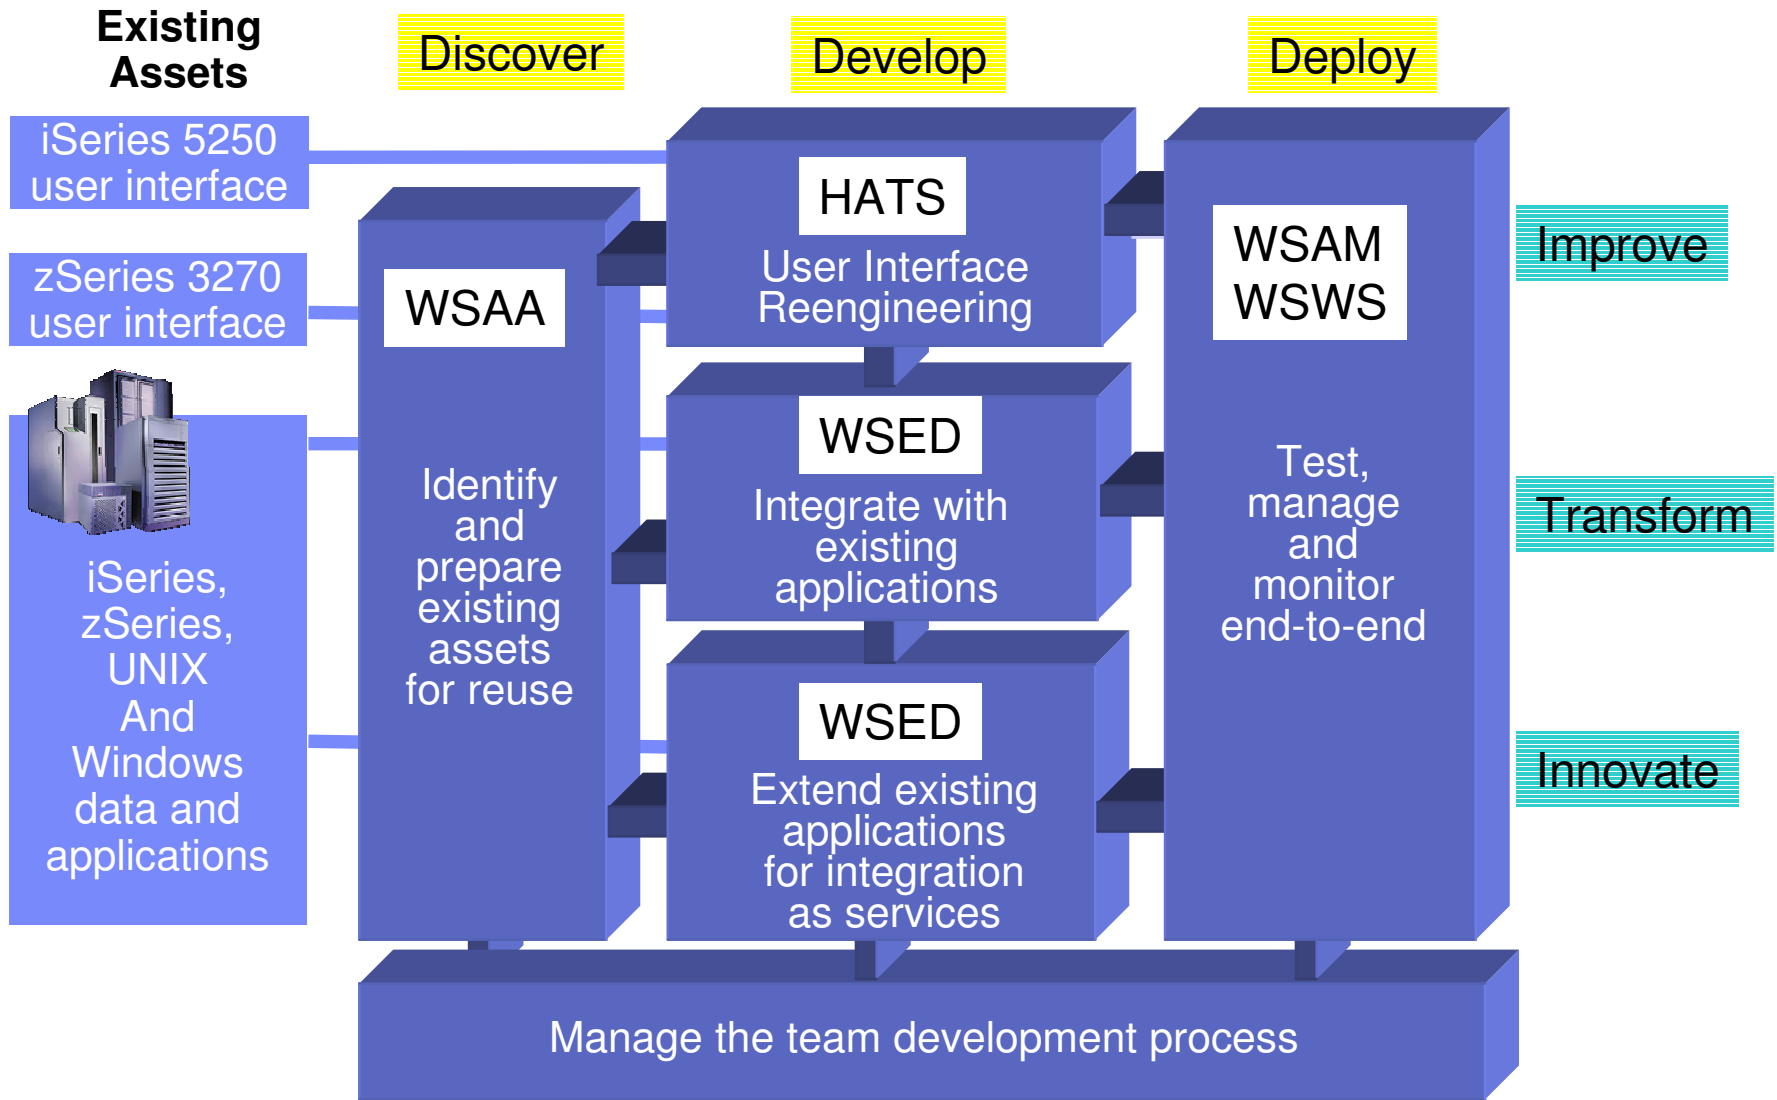 Existing
Assets
Discover
Develop
Deploy
iSeries 5250
user interface
zSeries 3270
user interface
iSeries,
zSeries,
UNIX
And
Windows
data and
applications
WSAA
Identify
and
prepare
existing
assets
for reuse
HATS
User Interface
Reengineering
WSED
Integrate with
existing
applications
WSED
Extend existing
applications
for integration
as services
WSAM
WSWS
Test,
manage
and
monitor
end-to-end
Improve
Transform
Innovate
Manage the team development process